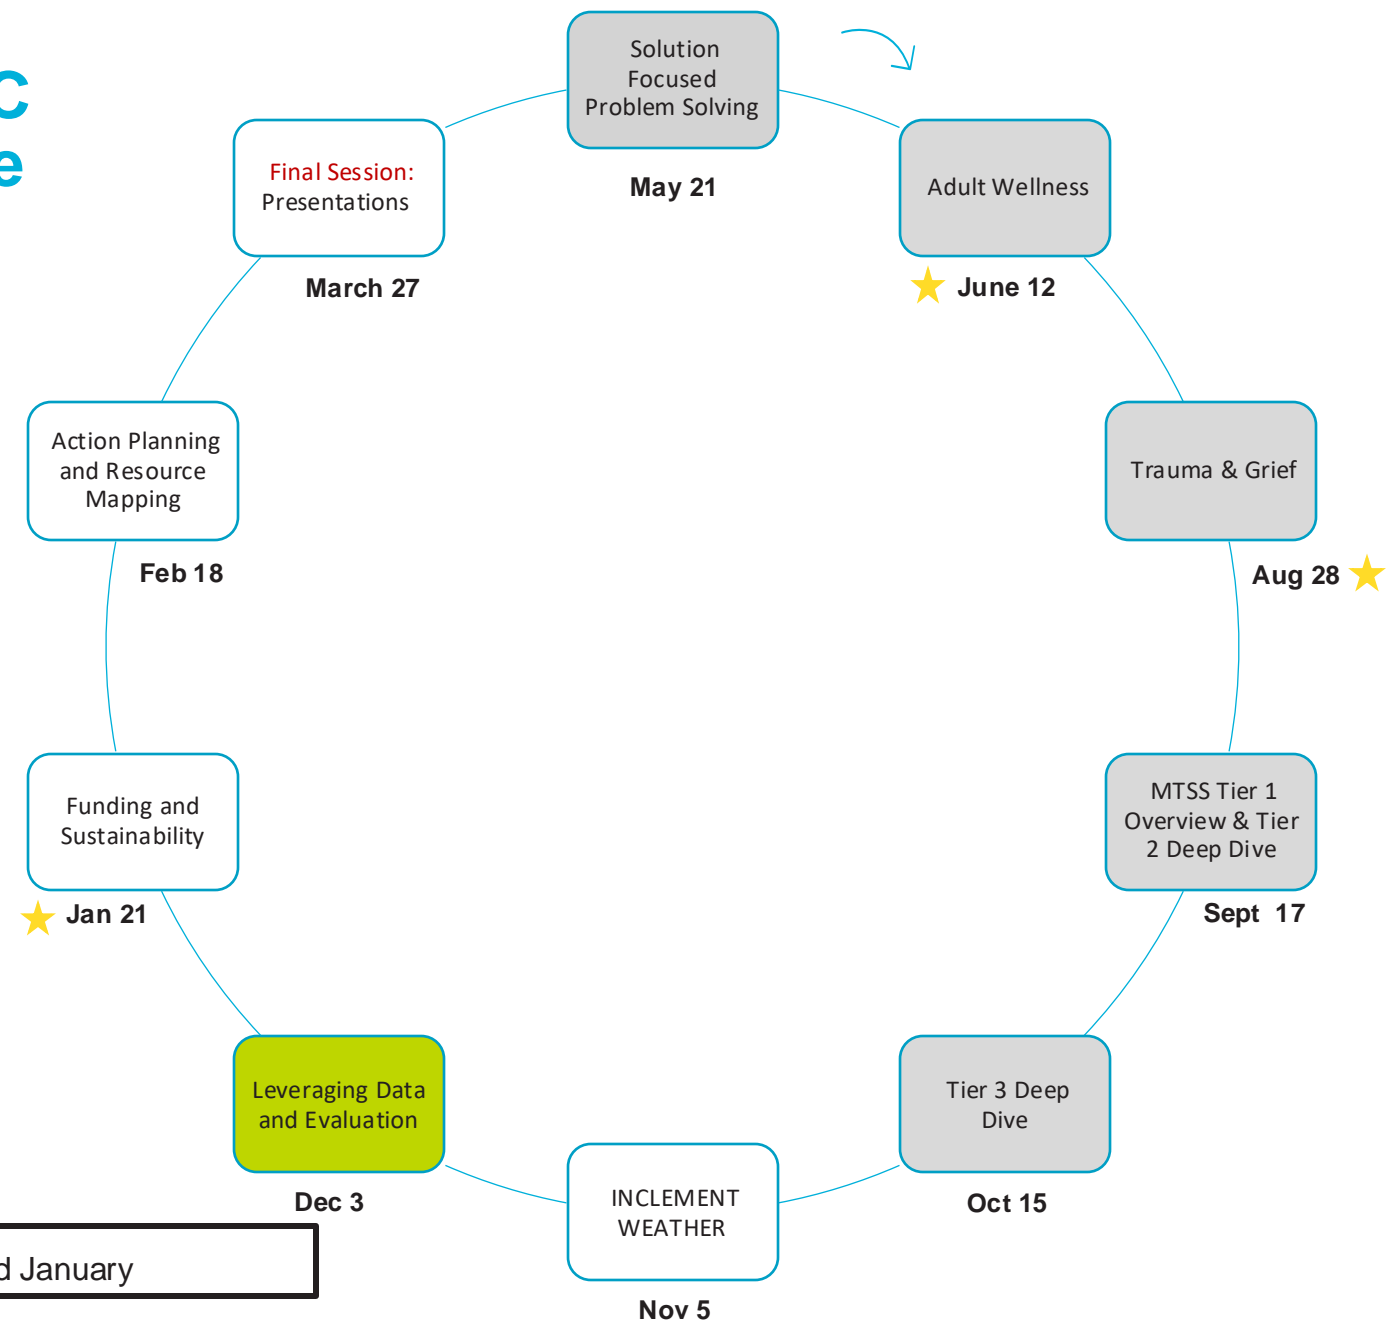 C
e
Solution
Focused
Problem Solving
May 21
Adult Wellness
June 12
Trauma & Grief
Aug 28
MTSS Tier 1
Overview & Tier
2 Deep Dive
Sept 17
Tier 3 Deep
Dive
Oct 15
INCLEMENT
WEATHER
Nov 5
Leveraging Data
and Evaluation
Dec 3
Funding and
Sustainability
Jan 21
Action Planning
and Resource
Mapping
Feb 18
Final Session:
Presentations
March 27
d January